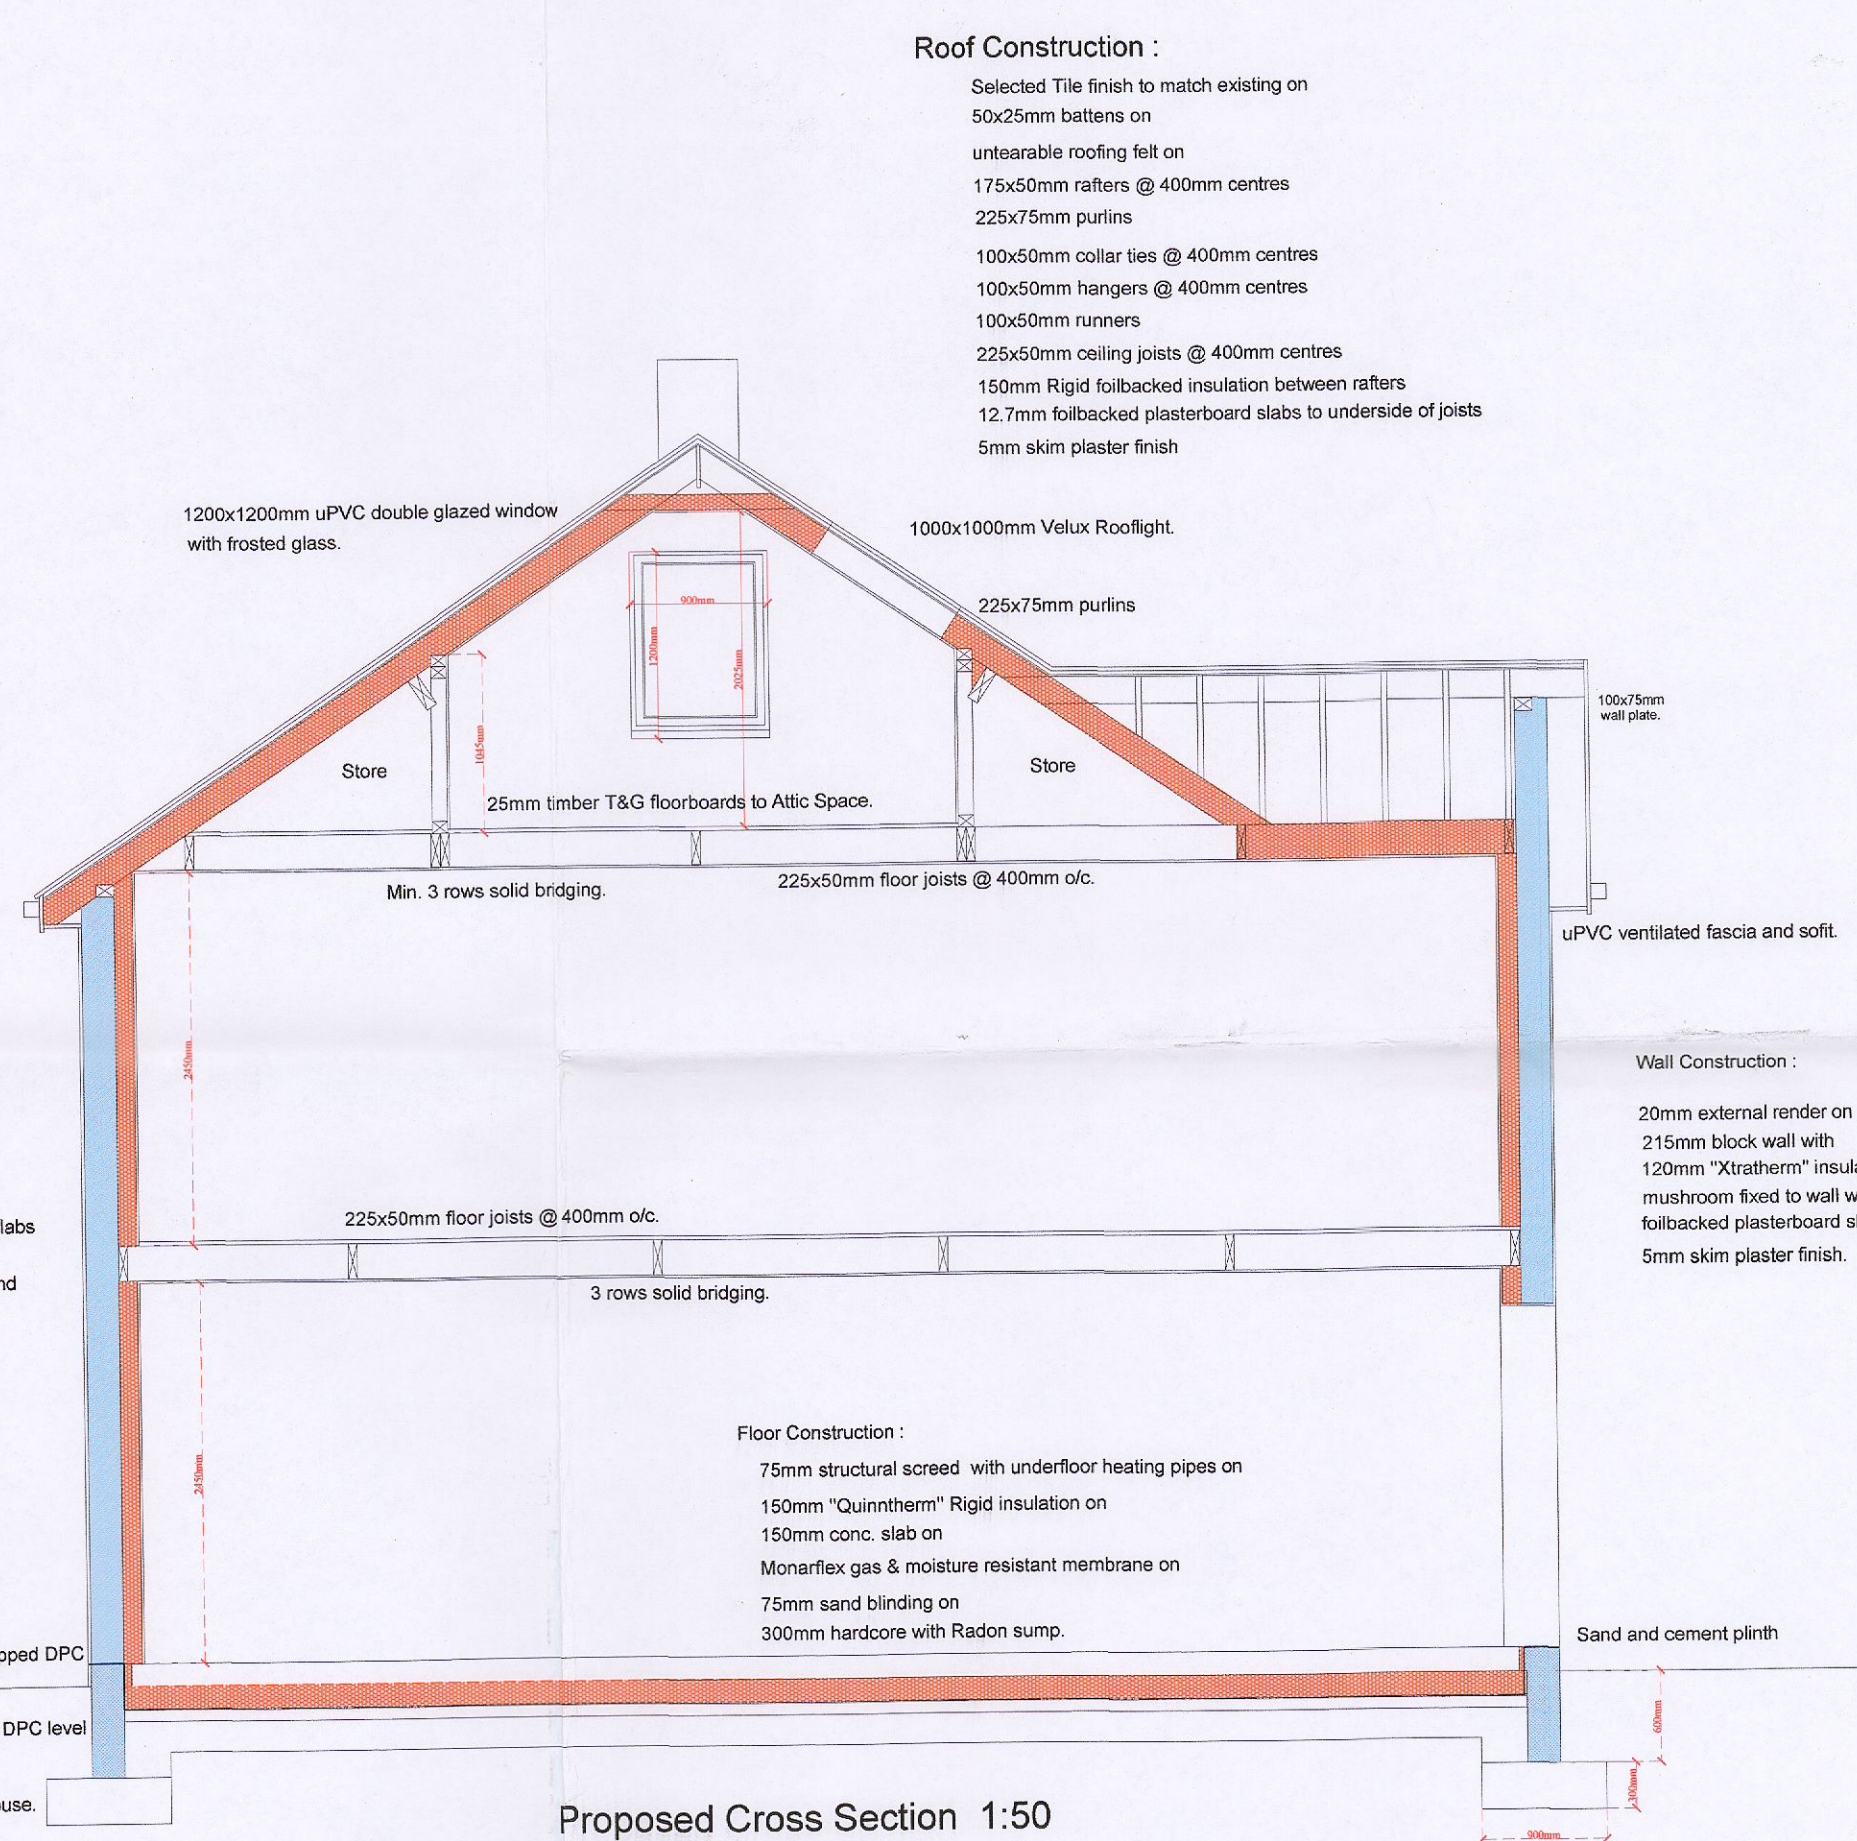 Roof Construction :
Selected Tile finish to match existing on
50x25mm battens on
untearable roofing felt on
175x50mm rafters @ 400mm centres
225x75mm purlins
100x50mm collar ties @ 400mm centres
100x50mm hangers @ 400mm centres
100x50mm runners
225x50mm ceiling joists @ 400mm centres
150mm Rigid foilbacked insulation between rafters
12.7mm foilbacked plasterboard slabs to underside of joists
5mm skim plaster finish
1200x1200mm uPVC double glazed window
with frosted glass.
1000x1000mm Velux Rooflight.
225x75mm purlins
900mm
1200mm
2025mm
1045mm
100x75mm
wall plate.
Store
Store
25mm timber T&G floorboards to Attic Space.
Min. 3 rows solid bridging.
225x50mm floor joists @ 400mm o/c.
uPVC ventilated fascia and sofit.
2450mm
Wall Construction :
20mm external render on
215mm block wall with
120mm "Xtratherm" insula
mushroom fixed to wall w
foilbacked plasterboard sl
5mm skim plaster finish.
labs
nd
225x50mm floor joists @ 400mm o/c.
3 rows solid bridging.
2450mm
Floor Construction :
75mm structural screed with underfloor heating pipes on
150mm "Quinntherm" Rigid insulation on
150mm conc. slab on
Monarflex gas & moisture resistant membrane on
75mm sand blinding on
300mm hardcore with Radon sump.
pped DPC
Sand and cement plinth
DPC level
600mm
300mm
900mm
use.
Proposed Cross Section 1:50